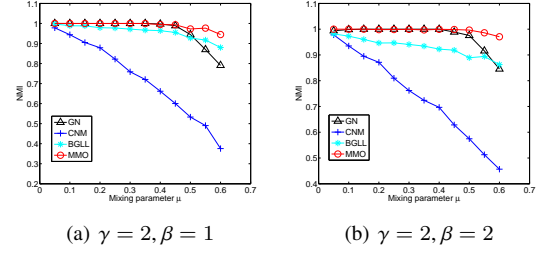 1.1
1
0.9
0.8
0.7
0.6
0.5
0.4
0.3
0.2
NMI
GN
CNM
BGLL
MMO
0 0.1 0.2 0.3 0.4 0.5 0.6 0.7
Mixing parameter μ
(a) γ = 2, β = 1
1.1
1
0.9
0.8
0.7
0.6
0.5
0.4
NMI
GN
CNM
BGLL
MMO
0 0.1 0.2 0.3 0.4 0.5 0.6 0.7
Mixing parameter μ
(b) γ = 2, β = 2